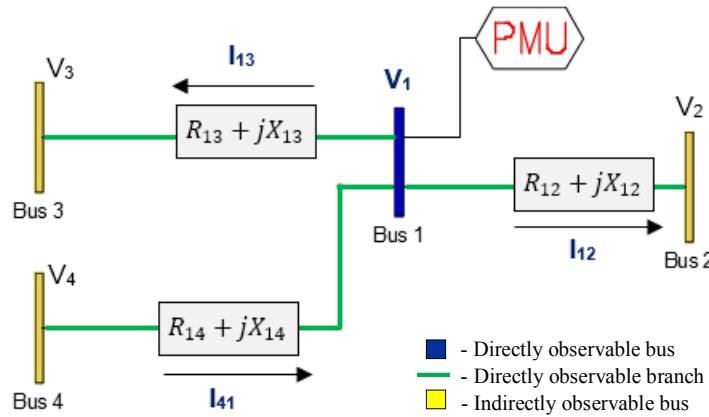 PMU
I13
V3
V1
V2
R13 + jX13
R12 + jX12
Bus 3
Bus 1
I12
Bus 2
V4
R14 + jX14
I41
Bus 4
- Directly observable bus
- Directly observable branch
- Indirectly observable bus